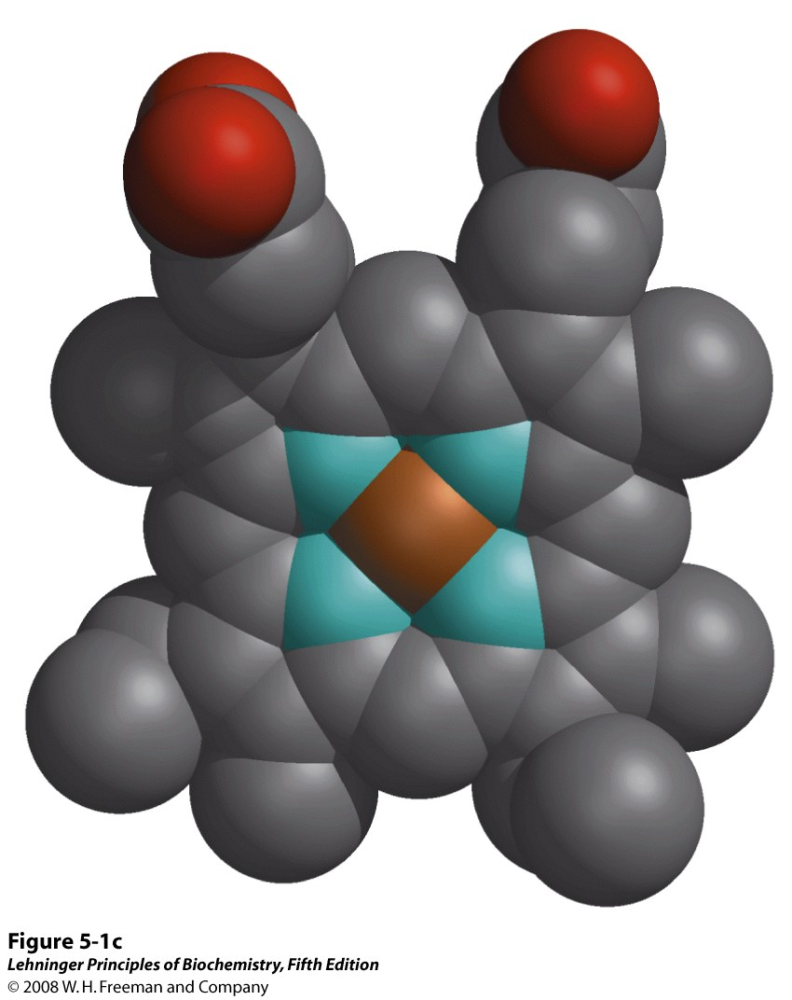 Figure 5-1c
Lehninger Principles of Biochemistry, Fifth Edition
© 2008 W. H. Freeman and Company